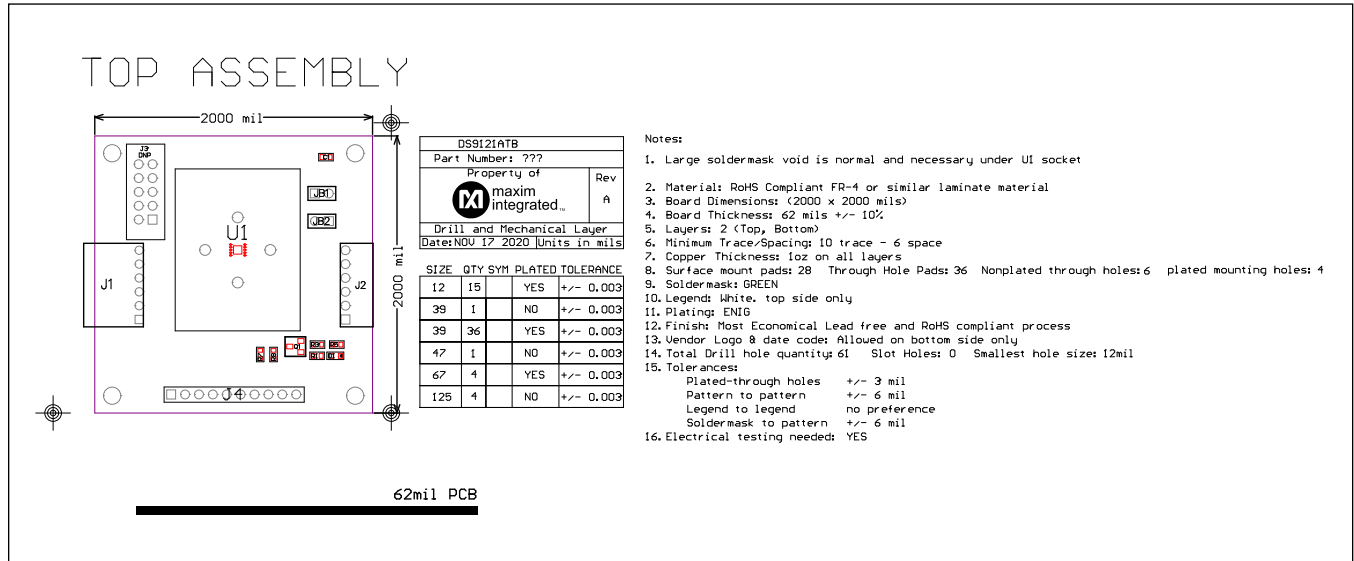 TOP ASSEMBLY
2000 mil
2000 mil
J3
DNP
JB1
JB2
U1
J1
J2
J4
DS9121ATB
Part Number: ???
Property of
maxim
integrated™
Rev
A
Drill and Mechanical Layer
Date:NOV 17 2020 Units in mils
SIZE QTY SYM PLATED TOLERANCE
12 15 YES +/- 0.003
39 1 NO +/- 0.003
39 36 YES +/- 0.003
47 1 NO +/- 0.003
67 4 YES +/- 0.003
125 4 NO +/- 0.003
Notes:
1. Large soldermask void is normal and necessary under U1 socket
2. Material: RoHS Compliant FR-4 or similar laminate material
3. Board Dimensions: (2000 x 2000 mils)
4. Board Thickness: 62 mils +/- 10%
5. Layers: 2 (Top, Bottom)
6. Minimum Trace/Spacing: 10 trace - 6 space
7. Copper Thickness: 1oz on all layers
8. Surface mount pads: 28 Through Hole Pads: 36 Nonplated through holes: 6 plated mounting holes: 4
9. Soldermask: GREEN
10. Legend: White. top side only
11. Plating: ENIG
12. Finish: Most Economical Lead free and RoHS compliant process
13. Vendor Logo & date code: Allowed on bottom side only
14. Total Drill hole quantity: 61 Slot Holes: 0 Smallest hole size: 12mil
15. Tolerances:
Plated-through holes +/- 3 mil
Pattern to pattern +/- 6 mil
Legend to legend no preference
Soldermask to pattern +/- 6 mil
16. Electrical testing needed: YES
62mil PCB